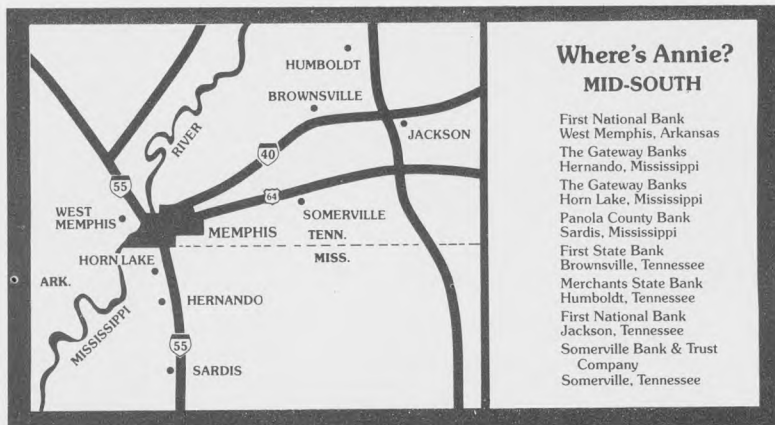 HUMBOLDT
BROWNSVILLE
JACKSON
RIVER
40
55
64
WEST
MEMPHIS
SOMERVILLE
MEMPHIS
TENN.
MISS.
HORN LAKE
ARK.
HERNANDO
MISSISSIPPI
55
SARDIS
Where's Annie?
MID-SOUTH
First National Bank
West Memphis, Arkansas
The Gateway Banks
Hernando, Mississippi
The Gateway Banks
Horn Lake, Mississippi
Panola County Bank
Sardis, Mississippi
First State Bank
Brownsville, Tennessee
Merchants State Bank
Humboldt, Tennessee
First National Bank
Jackson, Tennessee
Somerville Bank & Trust
Company
Somerville, Tennessee